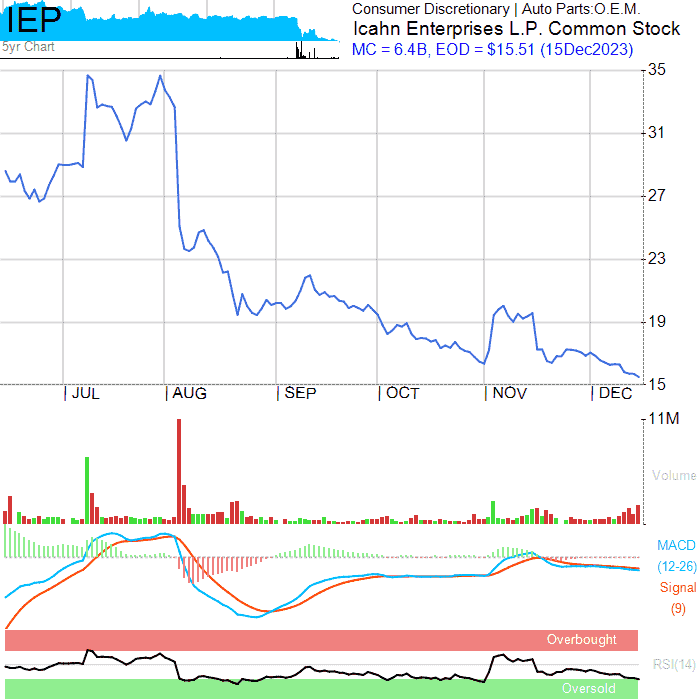 IEP
5yr Chart
Consumer Discretionary | Auto Parts:O.E.M.
Icahn Enterprises L.P. Common Stock
MC = 6.4B, EOD = $15.51 (15Dec2023)
35
31
27
23
19
15
JUL AUG SEP OCT NOV DEC
11M
Volume
MACD
(12-26)
Signal
(9)
Overbought
RSI(14)
Oversold